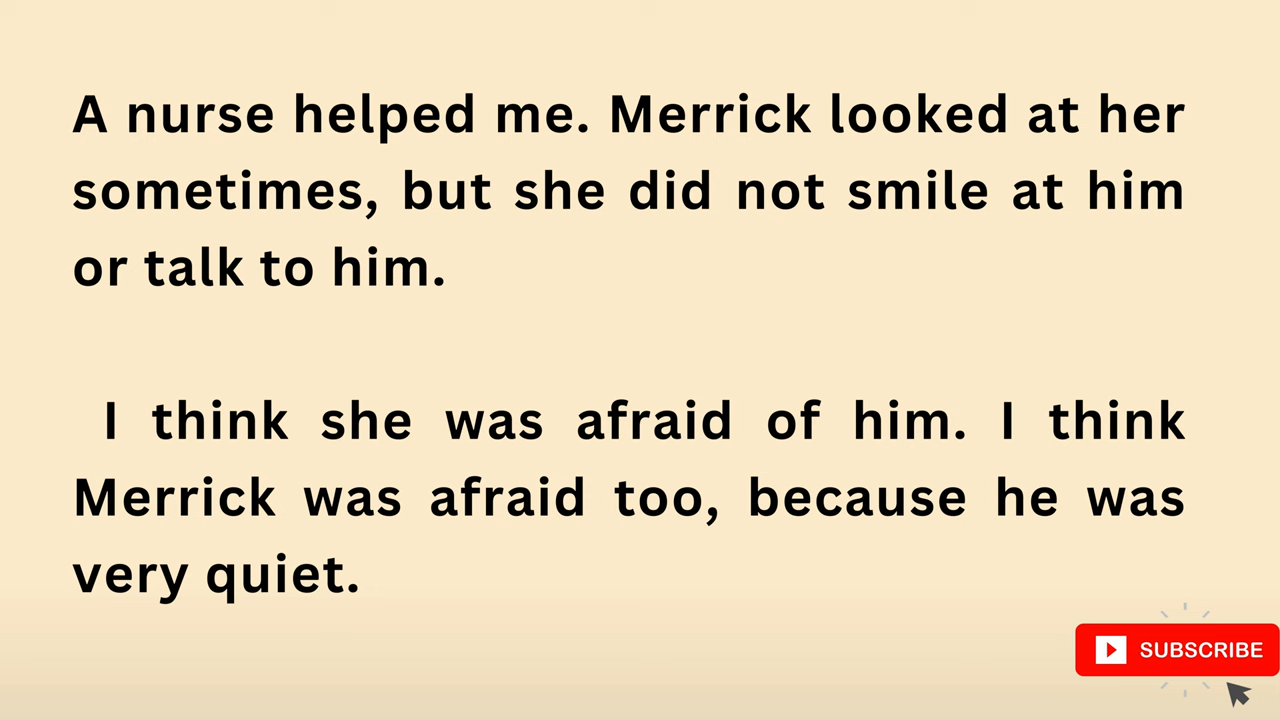 A nurse helped me. Merrick looked at her
sometimes, but she did not smile at him
or talk to him.
I think she was afraid of him. I think
Merrick was afraid too, because he was
very quiet.
SUBSCRIBE